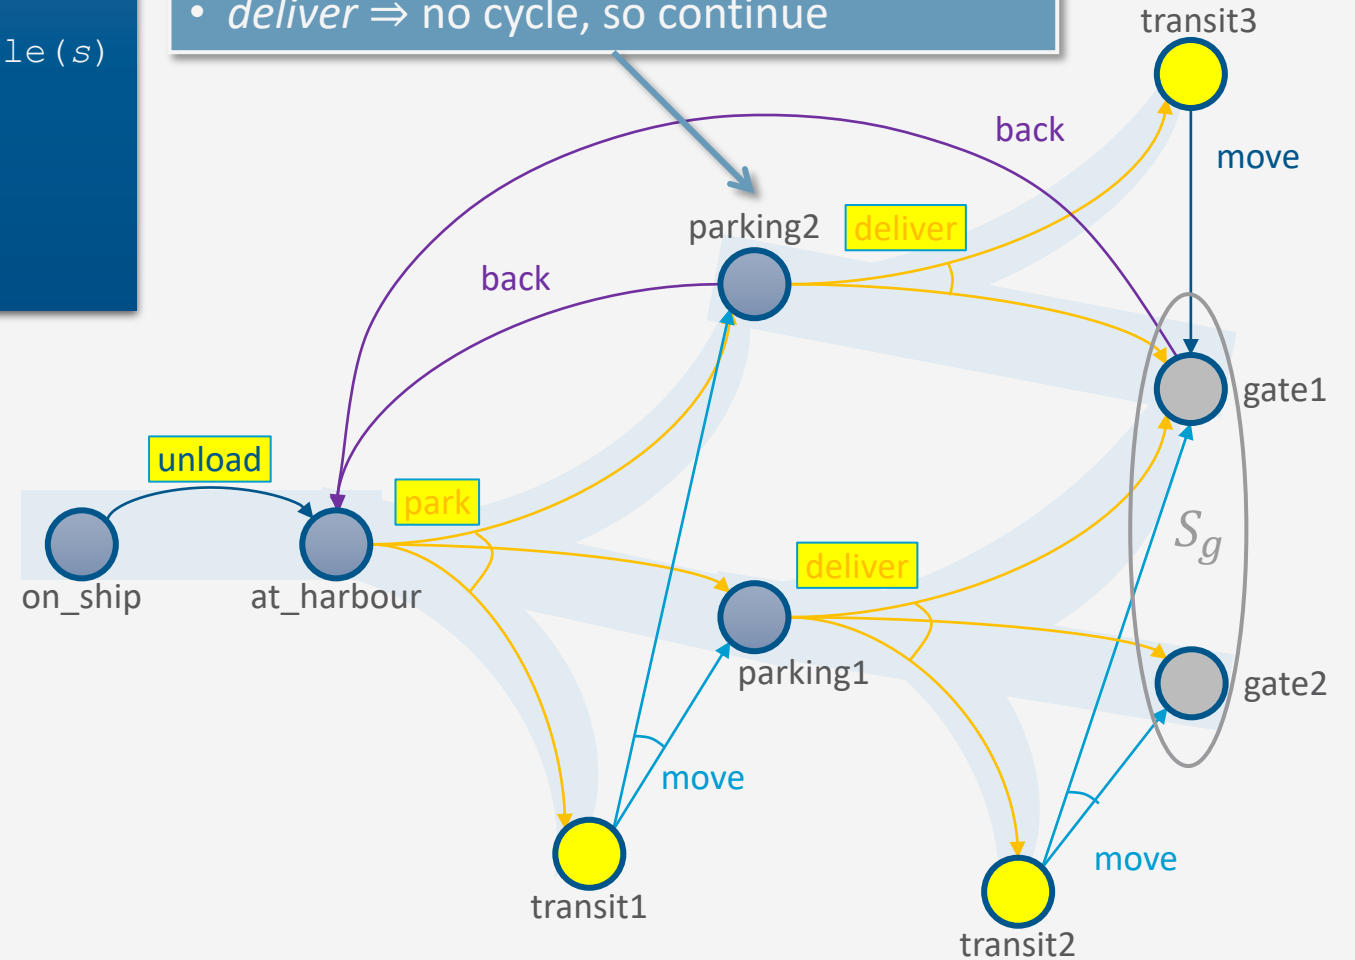 le(s)
• deliver ⇒ no cycle, so continue
transit3
back
move
parking2
deliver
back
gate1
unload
park
S_g
deliver
on_ship
at_harbour
parking1
gate2
move
move
transit1
transit2